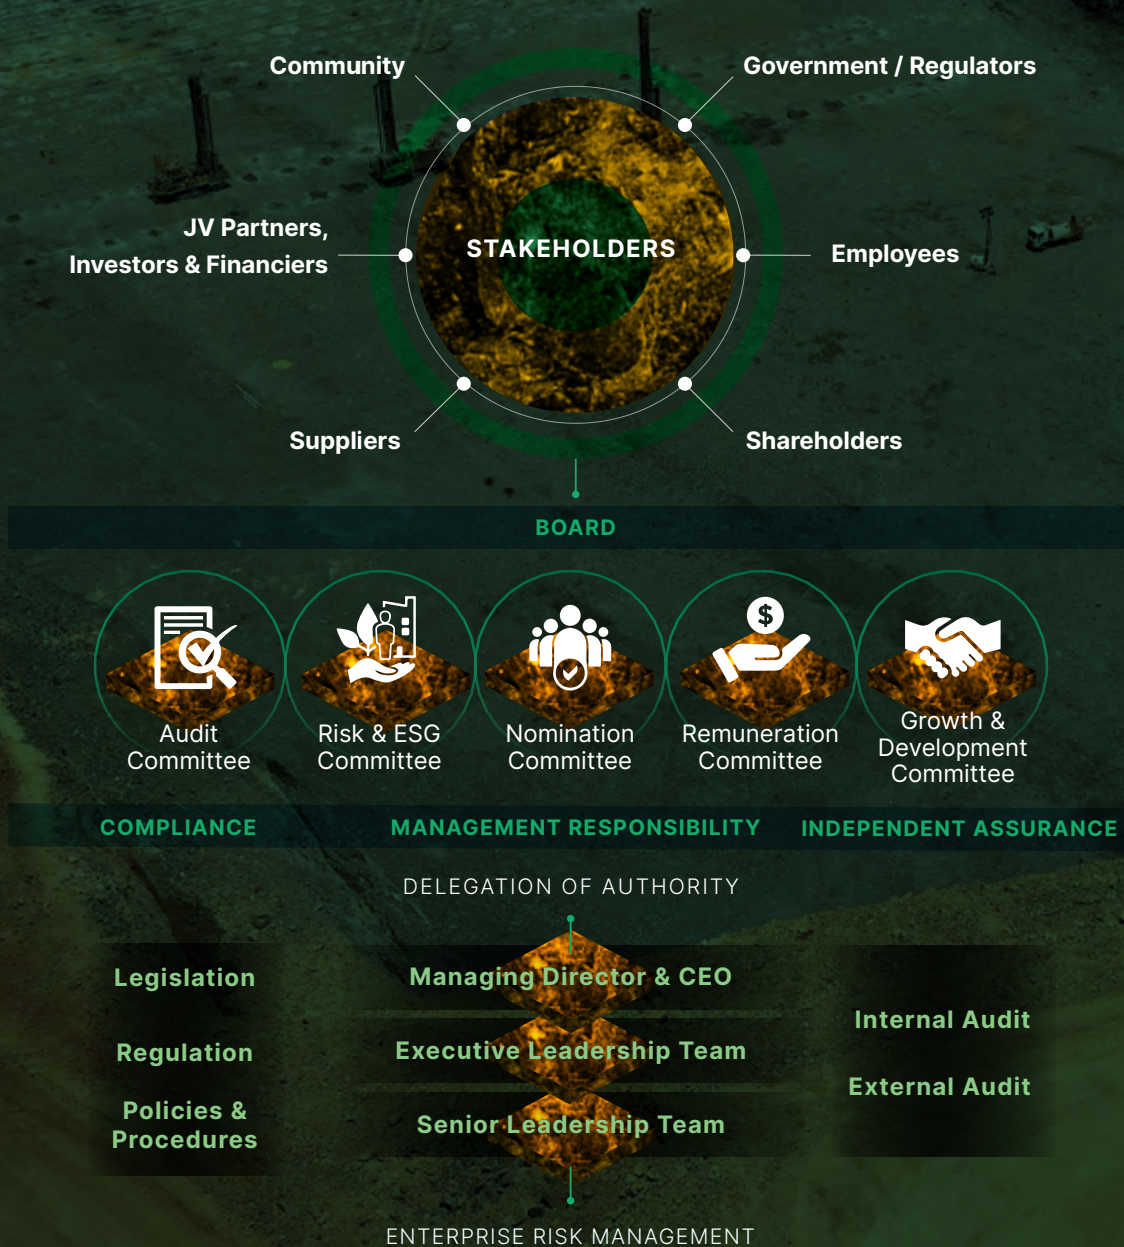 Community
Government / Regulators
JV Partners,
Investors & Financiers
STAKEHOLDERS
Employees
Suppliers
Shareholders
BOARD
Audit
Committee
Risk & ESG
Committee
Nomination
Committee
$
Remuneration
Committee
Growth &
Development
Committee
COMPLIANCE
MANAGEMENT RESPONSIBILITY
INDEPENDENT ASSURANCE
DELEGATION OF AUTHORITY
Legislation
Regulation
Policies &
Procedures
Managing Director & CEO
Executive Leadership Team
Senior Leadership Team
Internal Audit
External Audit
ENTERPRISE RISK MANAGEMENT